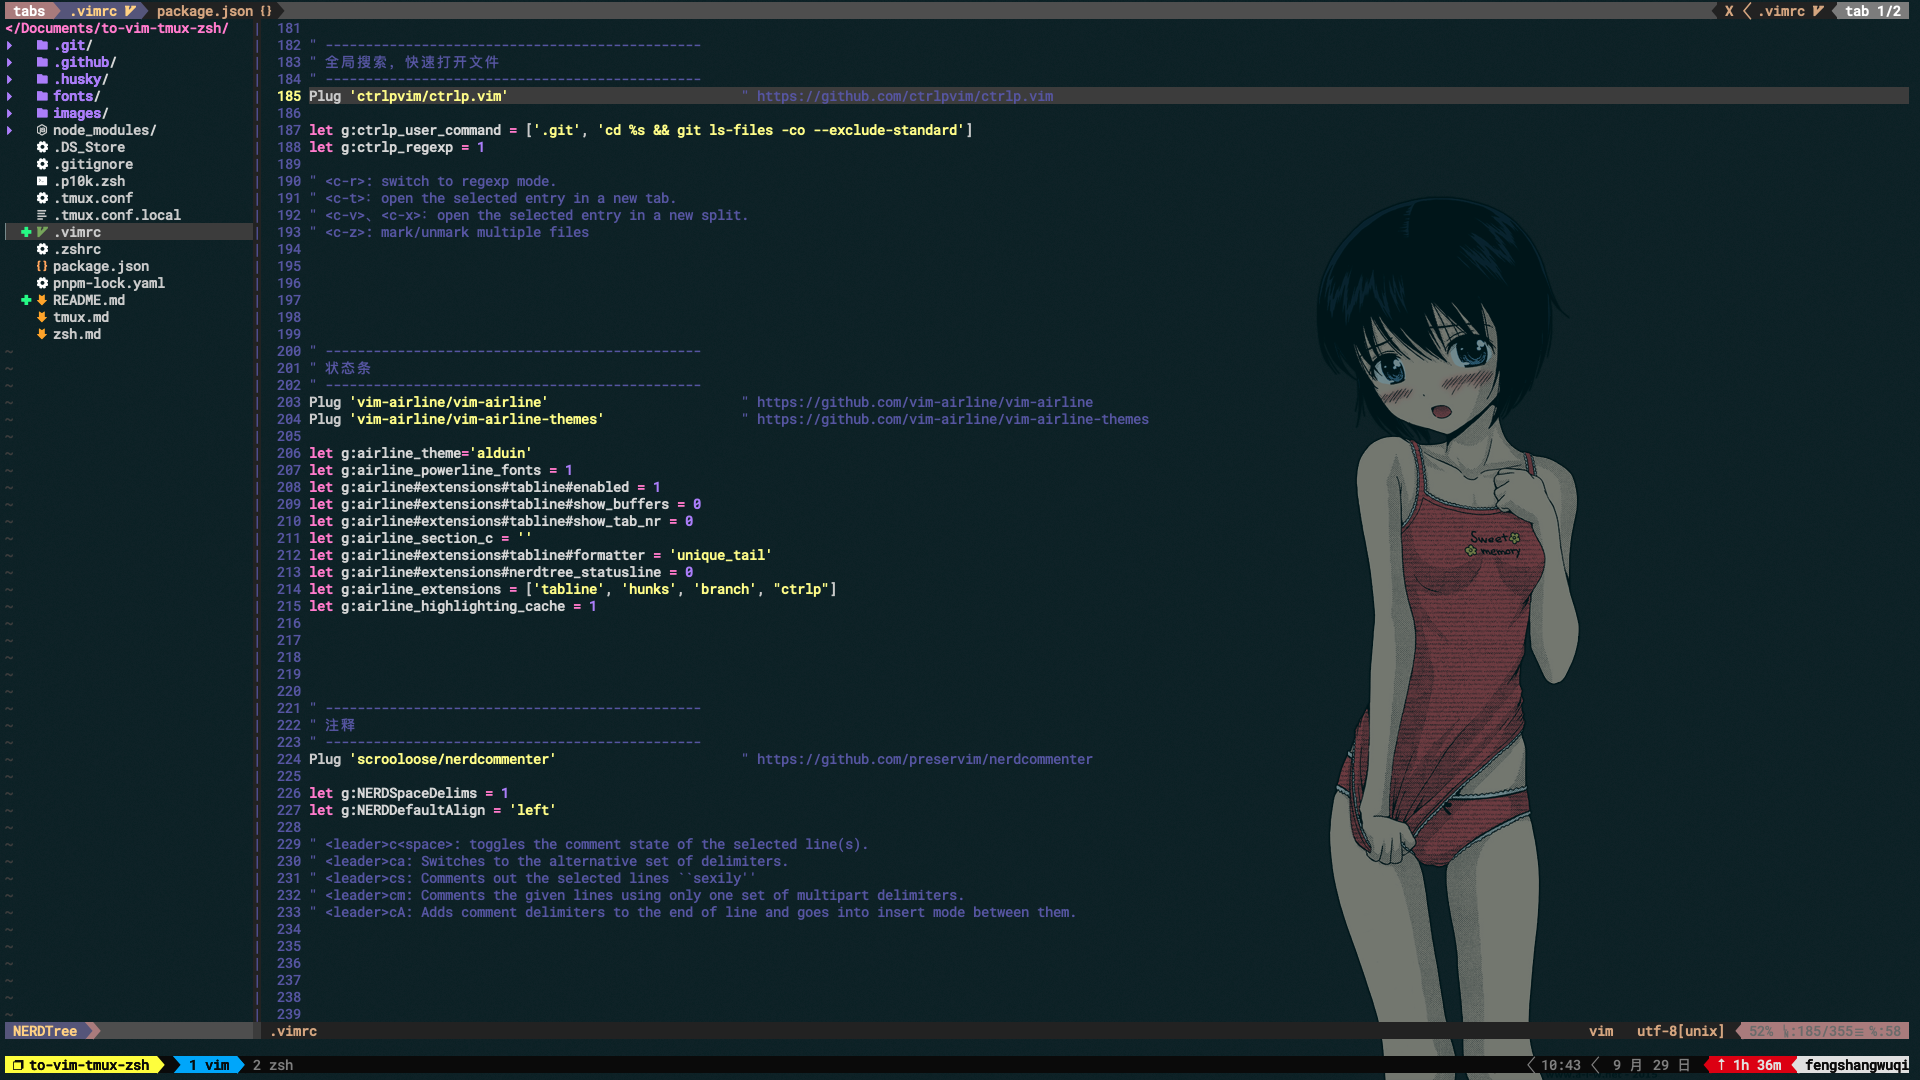 tabs .vimrc package.json {} X .vimrc tab 1/2
</Documents/to-vim-tmux-zsh/
.git/
.github/
.husky/
fonts/
images/
node_modules/
.DS_Store
.gitignore
.p10k.zsh
.tmux.conf
.tmux.conf.local
.vimrc
.zshrc
{} package.json
pnpm-lock.yaml
README.md
tmux.md
zsh.md
181
182 " -----------------------------------------------
183 " 全局搜索，快速打开文件
184 " -----------------------------------------------
185 Plug 'ctrlpvim/ctrlp.vim' " https://github.com/ctrlpvim/ctrlp.vim
186
187 let g:ctrlp_user_command = ['.git', 'cd %s && git ls-files -co --exclude-standard']
188 let g:ctrlp_regexp = 1
189
190 " <c-r>: switch to regexp mode.
191 " <c-t>: open the selected entry in a new tab.
192 " <c-v>、<c-x>: open the selected entry in a new split.
193 " <c-z>: mark/unmark multiple files
194
195
196
197
198
199
200 " -----------------------------------------------
201 " 状态条
202 " -----------------------------------------------
203 Plug 'vim-airline/vim-airline' " https://github.com/vim-airline/vim-airline
204 Plug 'vim-airline/vim-airline-themes' " https://github.com/vim-airline/vim-airline-themes
205
206 let g:airline_theme='alduin'
207 let g:airline_powerline_fonts = 1
208 let g:airline#extensions#tabline#enabled = 1
209 let g:airline#extensions#tabline#show_buffers = 0
210 let g:airline#extensions#tabline#show_tab_nr = 0
211 let g:airline_section_c = ''
212 let g:airline#extensions#tabline#formatter = 'unique_tail'
213 let g:airline#extensions#nerdtree_statusline = 0
214 let g:airline_extensions = ['tabline', 'hunks', 'branch', "ctrlp"]
215 let g:airline_highlighting_cache = 1
216
217
218
219
220
221 " -----------------------------------------------
222 " 注释
223 " -----------------------------------------------
224 Plug 'scrooloose/nerdcommenter' " https://github.com/preservim/nerdcommenter
225
226 let g:NERDSpaceDelims = 1
227 let g:NERDDefaultAlign = 'left'
228
229 " <leader>c<space>: toggles the comment state of the selected line(s).
230 " <leader>ca: Switches to the alternative set of delimiters.
231 " <leader>cs: Comments out the selected lines ``sexily''
232 " <leader>cm: Comments the given lines using only one set of multipart delimiters.
233 " <leader>cA: Adds comment delimiters to the end of line and goes into insert mode between them.
234
235
236
237
238
239
Sweet
memory
NERDTree .vimrc vim utf-8[unix] 52% :185/355 %:58
to-vim-tmux-zsh 1 vim 2 zsh 10:43 9 月 29 日 ↑ 1h 36m fengshangwuqi